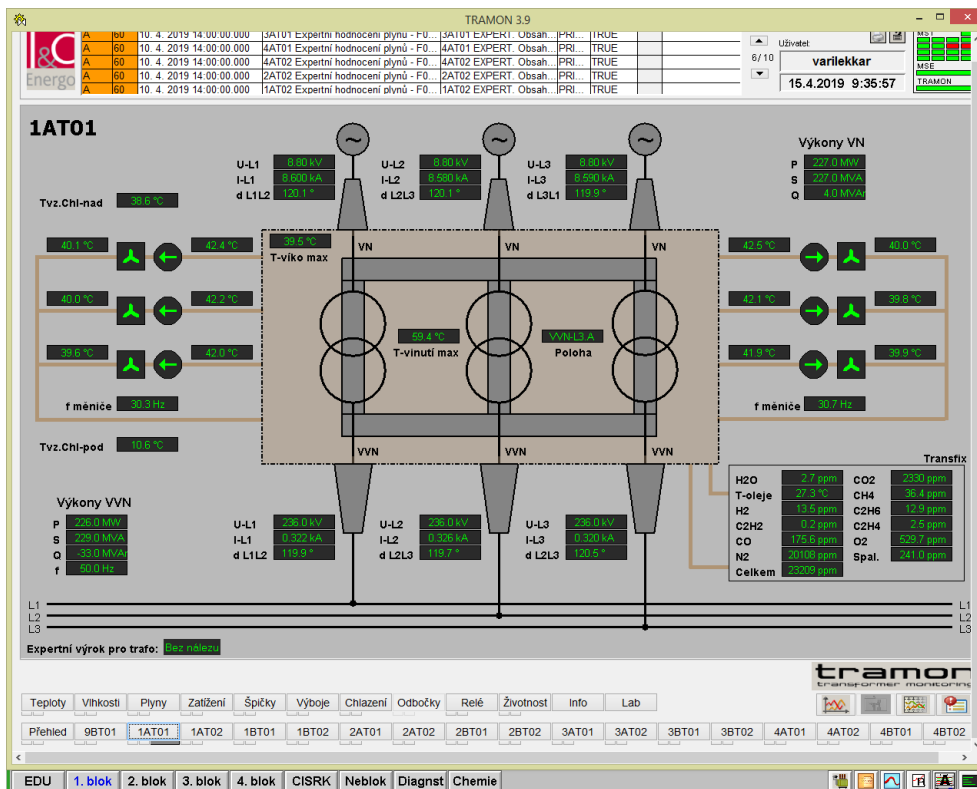 TRAMON 3.9
I&C Energo
A 60 10. 4. 2019 14:00:00.000 3AT01 Expertní hodnocení plynů - F0... 3AT01 EXPERT. Obsah... PRI... TRUE
A 60 10. 4. 2019 14:00:00.000 4AT01 Expertní hodnocení plynů - F0... 4AT01 EXPERT. Obsah... PRI... TRUE
A 60 10. 4. 2019 14:00:00.000 4AT02 Expertní hodnocení plynů - F0... 4AT02 EXPERT. Obsah... PRI... TRUE
A 60 10. 4. 2019 14:00:00.000 2AT02 Expertní hodnocení plynů - F0... 2AT02 EXPERT. Obsah... PRI... TRUE
A 60 10. 4. 2019 14:00:00.000 1AT02 Expertní hodnocení plynů - F0... 1AT02 EXPERT. Obsah... PRI... TRUE
6/10
Uživatel:
varilekkar
15.4.2019 9:35:57
MST
MSE
TRAMON
1AT01
U-L1 8.80 kV U-L2 8.80 kV U-L3 8.80 kV
I-L1 8.600 kA I-L2 8.580 kA I-L3 8.590 kA
d L1L2 120.1 ° d L2L3 120.1 ° d L3L1 119.9 °
Výkony VN
P 227.0 MW
S 227.0 MVA
Q 4.0 MVAr
Tvz.Chl-nad 38.6 °C
40.1 °C 42.4 °C 39.5 °C VN VN VN 42.5 °C 40.0 °C
T-víko max
40.0 °C 42.2 °C 42.1 °C 39.8 °C
59.4 °C VVN-L3.A
T-vinutí max Poloha
39.6 °C 42.0 °C 41.9 °C 39.9 °C
f měniče 30.3 Hz f měniče 30.7 Hz
Tvz.Chl-pod 10.6 °C
VVN VVN VVN
Transfix
H2O 2.7 ppm CO2 2330 ppm
T-oleje 27.3 °C CH4 36.4 ppm
H2 13.5 ppm C2H6 12.9 ppm
C2H2 0.2 ppm C2H4 2.5 ppm
CO 175.6 ppm O2 529.7 ppm
N2 20108 ppm Spal. 241.0 ppm
Celkem 23209 ppm
Výkony VVN
P 226.0 MW
S 229.0 MVA
Q -33.0 MVAr
f 50.0 Hz
U-L1 236.0 kV U-L2 236.0 kV U-L3 236.0 kV
I-L1 0.322 kA I-L2 0.326 kA I-L3 0.320 kA
d L1L2 119.9 ° d L2L3 119.7 ° d L2L3 120.5 °
L1 L1
L2 L2
L3 L3
Expertní výrok pro trafo: Bez nálezu
tramon
transformer monitoring
Teploty Vlhkosti Plyny Zatížení Špičky Výboje Chlazení Odbočky Relé Životnost Info Lab
Přehled 9BT01 1AT01 1AT02 1BT01 1BT02 2AT01 2AT02 2BT01 2BT02 3AT01 3AT02 3BT01 3BT02 4AT01 4AT02 4BT01 4BT02
EDU 1. blok 2. blok 3. blok 4. blok CISRK Neblok Diagnst Chemie